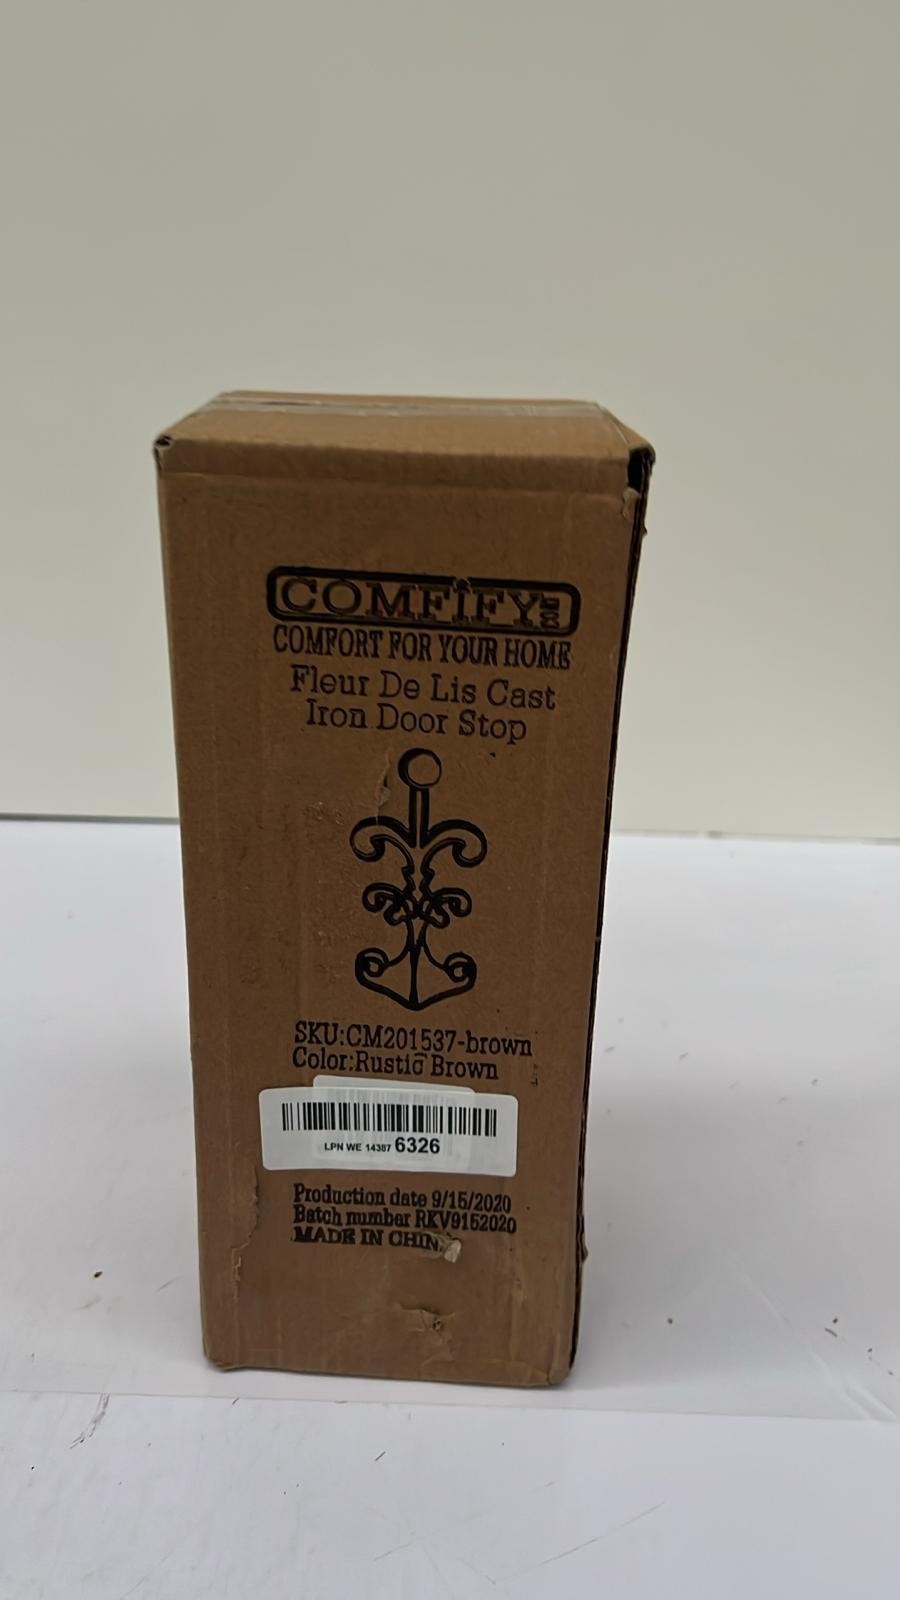 COMFIFY INC
COMFORT FOR YOUR HOME
Fleur De Lis Cast
Iron Door Stop
SKU:CM201537-brown
Color:Rustic Brown
LPN WE 14387 6326
Production date 9/15/2020
Batch number RKV9152020
MADE IN CHIN